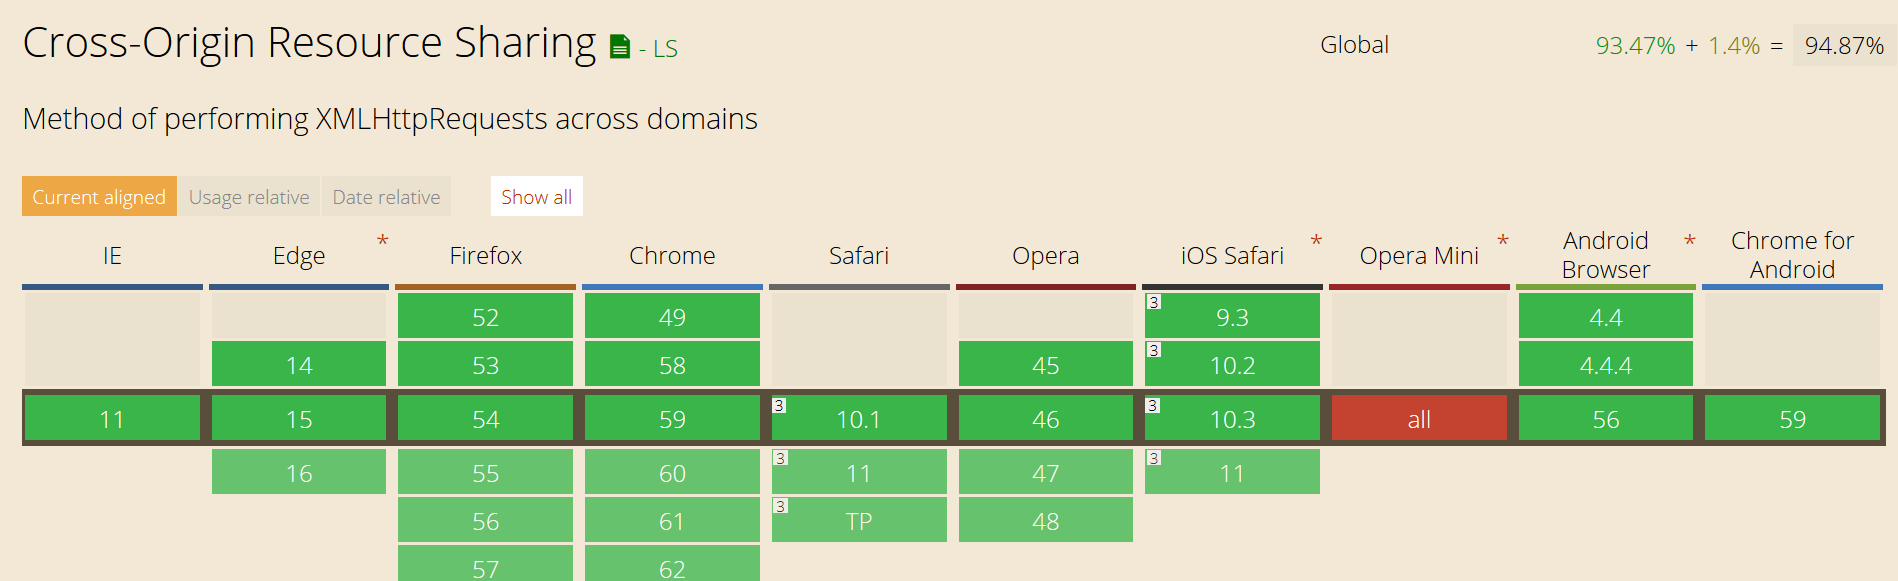 Cross-Origin Resource Sharing - LS
Global 93.47% + 1.4% = 94.87%
Method of performing XMLHttpRequests across domains
Current aligned Usage relative Date relative Show all
IE Edge * Firefox Chrome Safari Opera iOS Safari * Opera Mini * Android Browser * Chrome for Android
52 49 3 9.3 4.4
14 53 58 45 3 10.2 4.4.4
11 15 54 59 3 10.1 46 3 10.3 all 56 59
16 55 60 3 11 47 3 11
56 61 3 TP 48
57 62